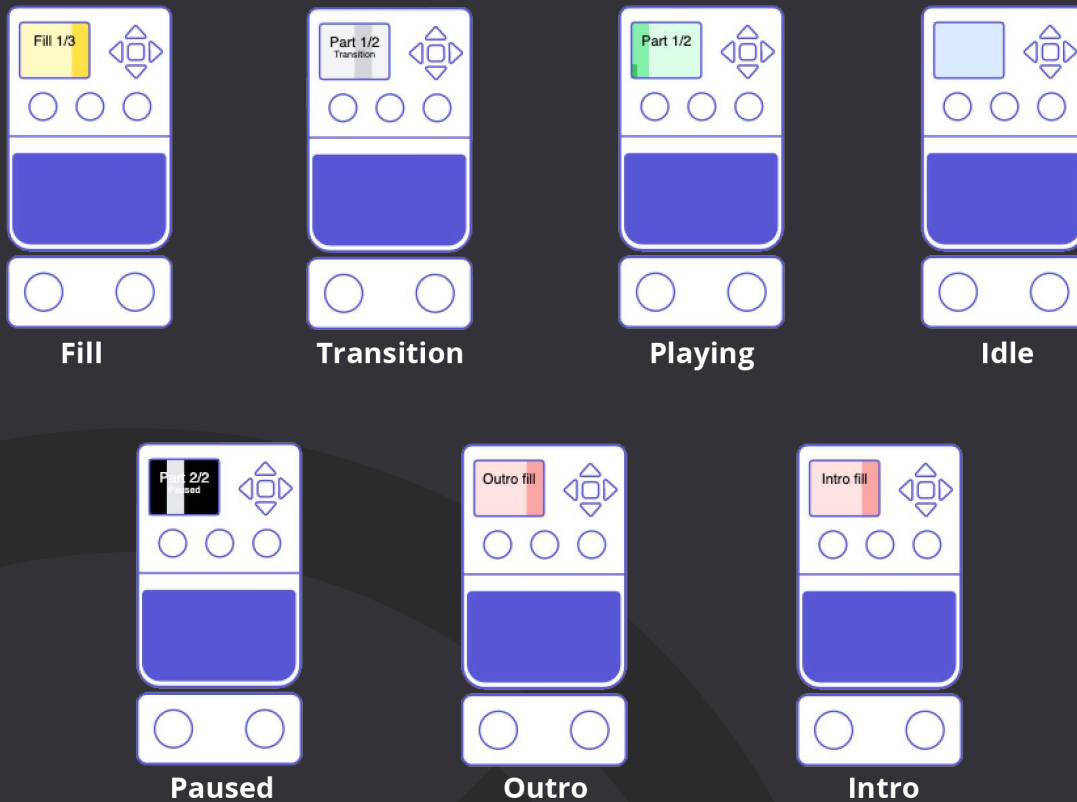 Fill 1/3
Part 1/2
Transition
Part 1/2
Fill
Transition
Playing
Idle
Part 2/2
Paused
Outro fill
Intro fill
Paused
Outro
Intro